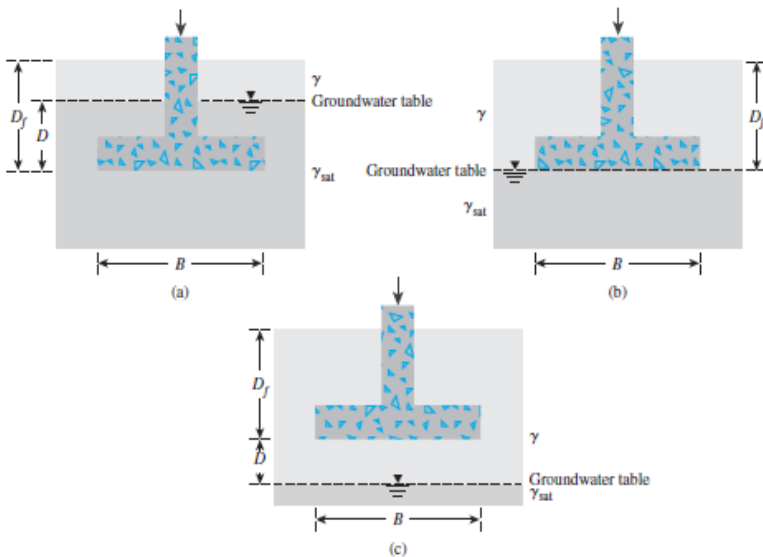 γ
Groundwater table
D_f
D
γ_sat
B
(a)
γ
D_f
Groundwater table
γ_sat
B
(b)
D_f
γ
D
Groundwater table
γ_sat
B
(c)